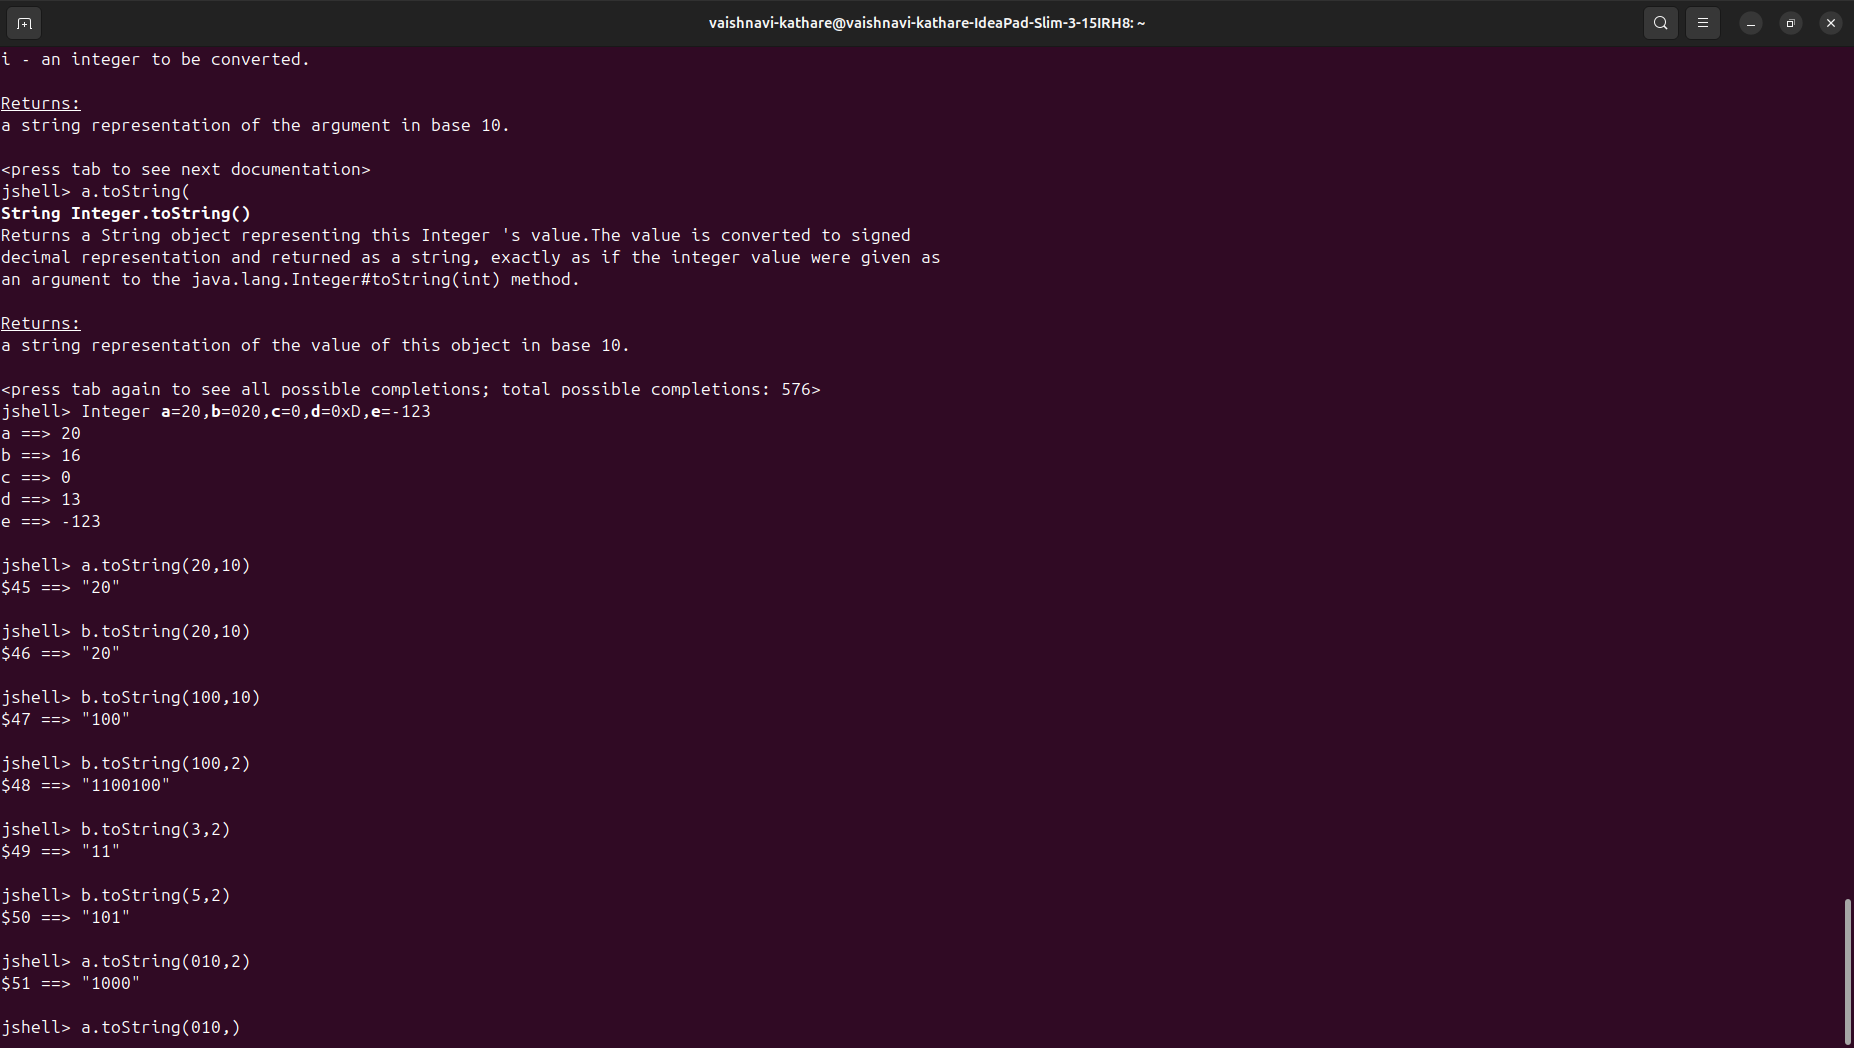 vaishnavi-kathare@vaishnavi-kathare-IdeaPad-Slim-3-15IRH8: ~
i - an integer to be converted.
Returns:
a string representation of the argument in base 10.
<press tab to see next documentation>
jshell> a.toString(
String Integer.toString()
Returns a String object representing this Integer 's value.The value is converted to signed
decimal representation and returned as a string, exactly as if the integer value were given as
an argument to the java.lang.Integer#toString(int) method.
Returns:
a string representation of the value of this object in base 10.
<press tab again to see all possible completions; total possible completions: 576>
jshell> Integer a=20,b=020,c=0,d=0xD,e=-123
a ==> 20
b ==> 16
c ==> 0
d ==> 13
e ==> -123
jshell> a.toString(20,10)
$45 ==> "20"
jshell> b.toString(20,10)
$46 ==> "20"
jshell> b.toString(100,10)
$47 ==> "100"
jshell> b.toString(100,2)
$48 ==> "1100100"
jshell> b.toString(3,2)
$49 ==> "11"
jshell> b.toString(5,2)
$50 ==> "101"
jshell> a.toString(010,2)
$51 ==> "1000"
jshell> a.toString(010,)